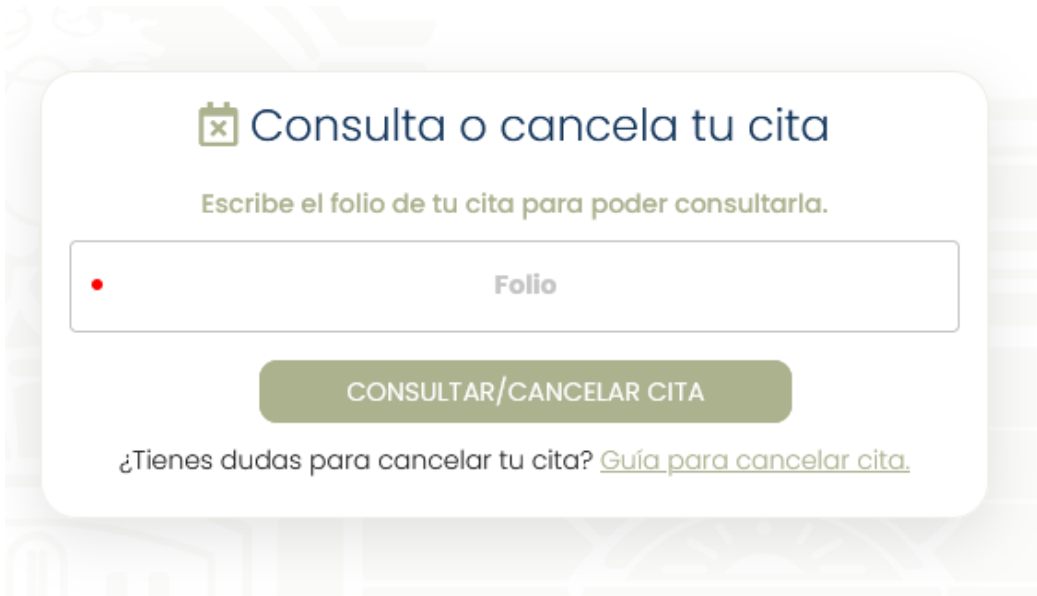 Consulta o cancela tu cita
Escribe el folio de tu cita para poder consultarla.
Folio
CONSULTAR/CANCELAR CITA
¿Tienes dudas para cancelar tu cita? Guía para cancelar cita.